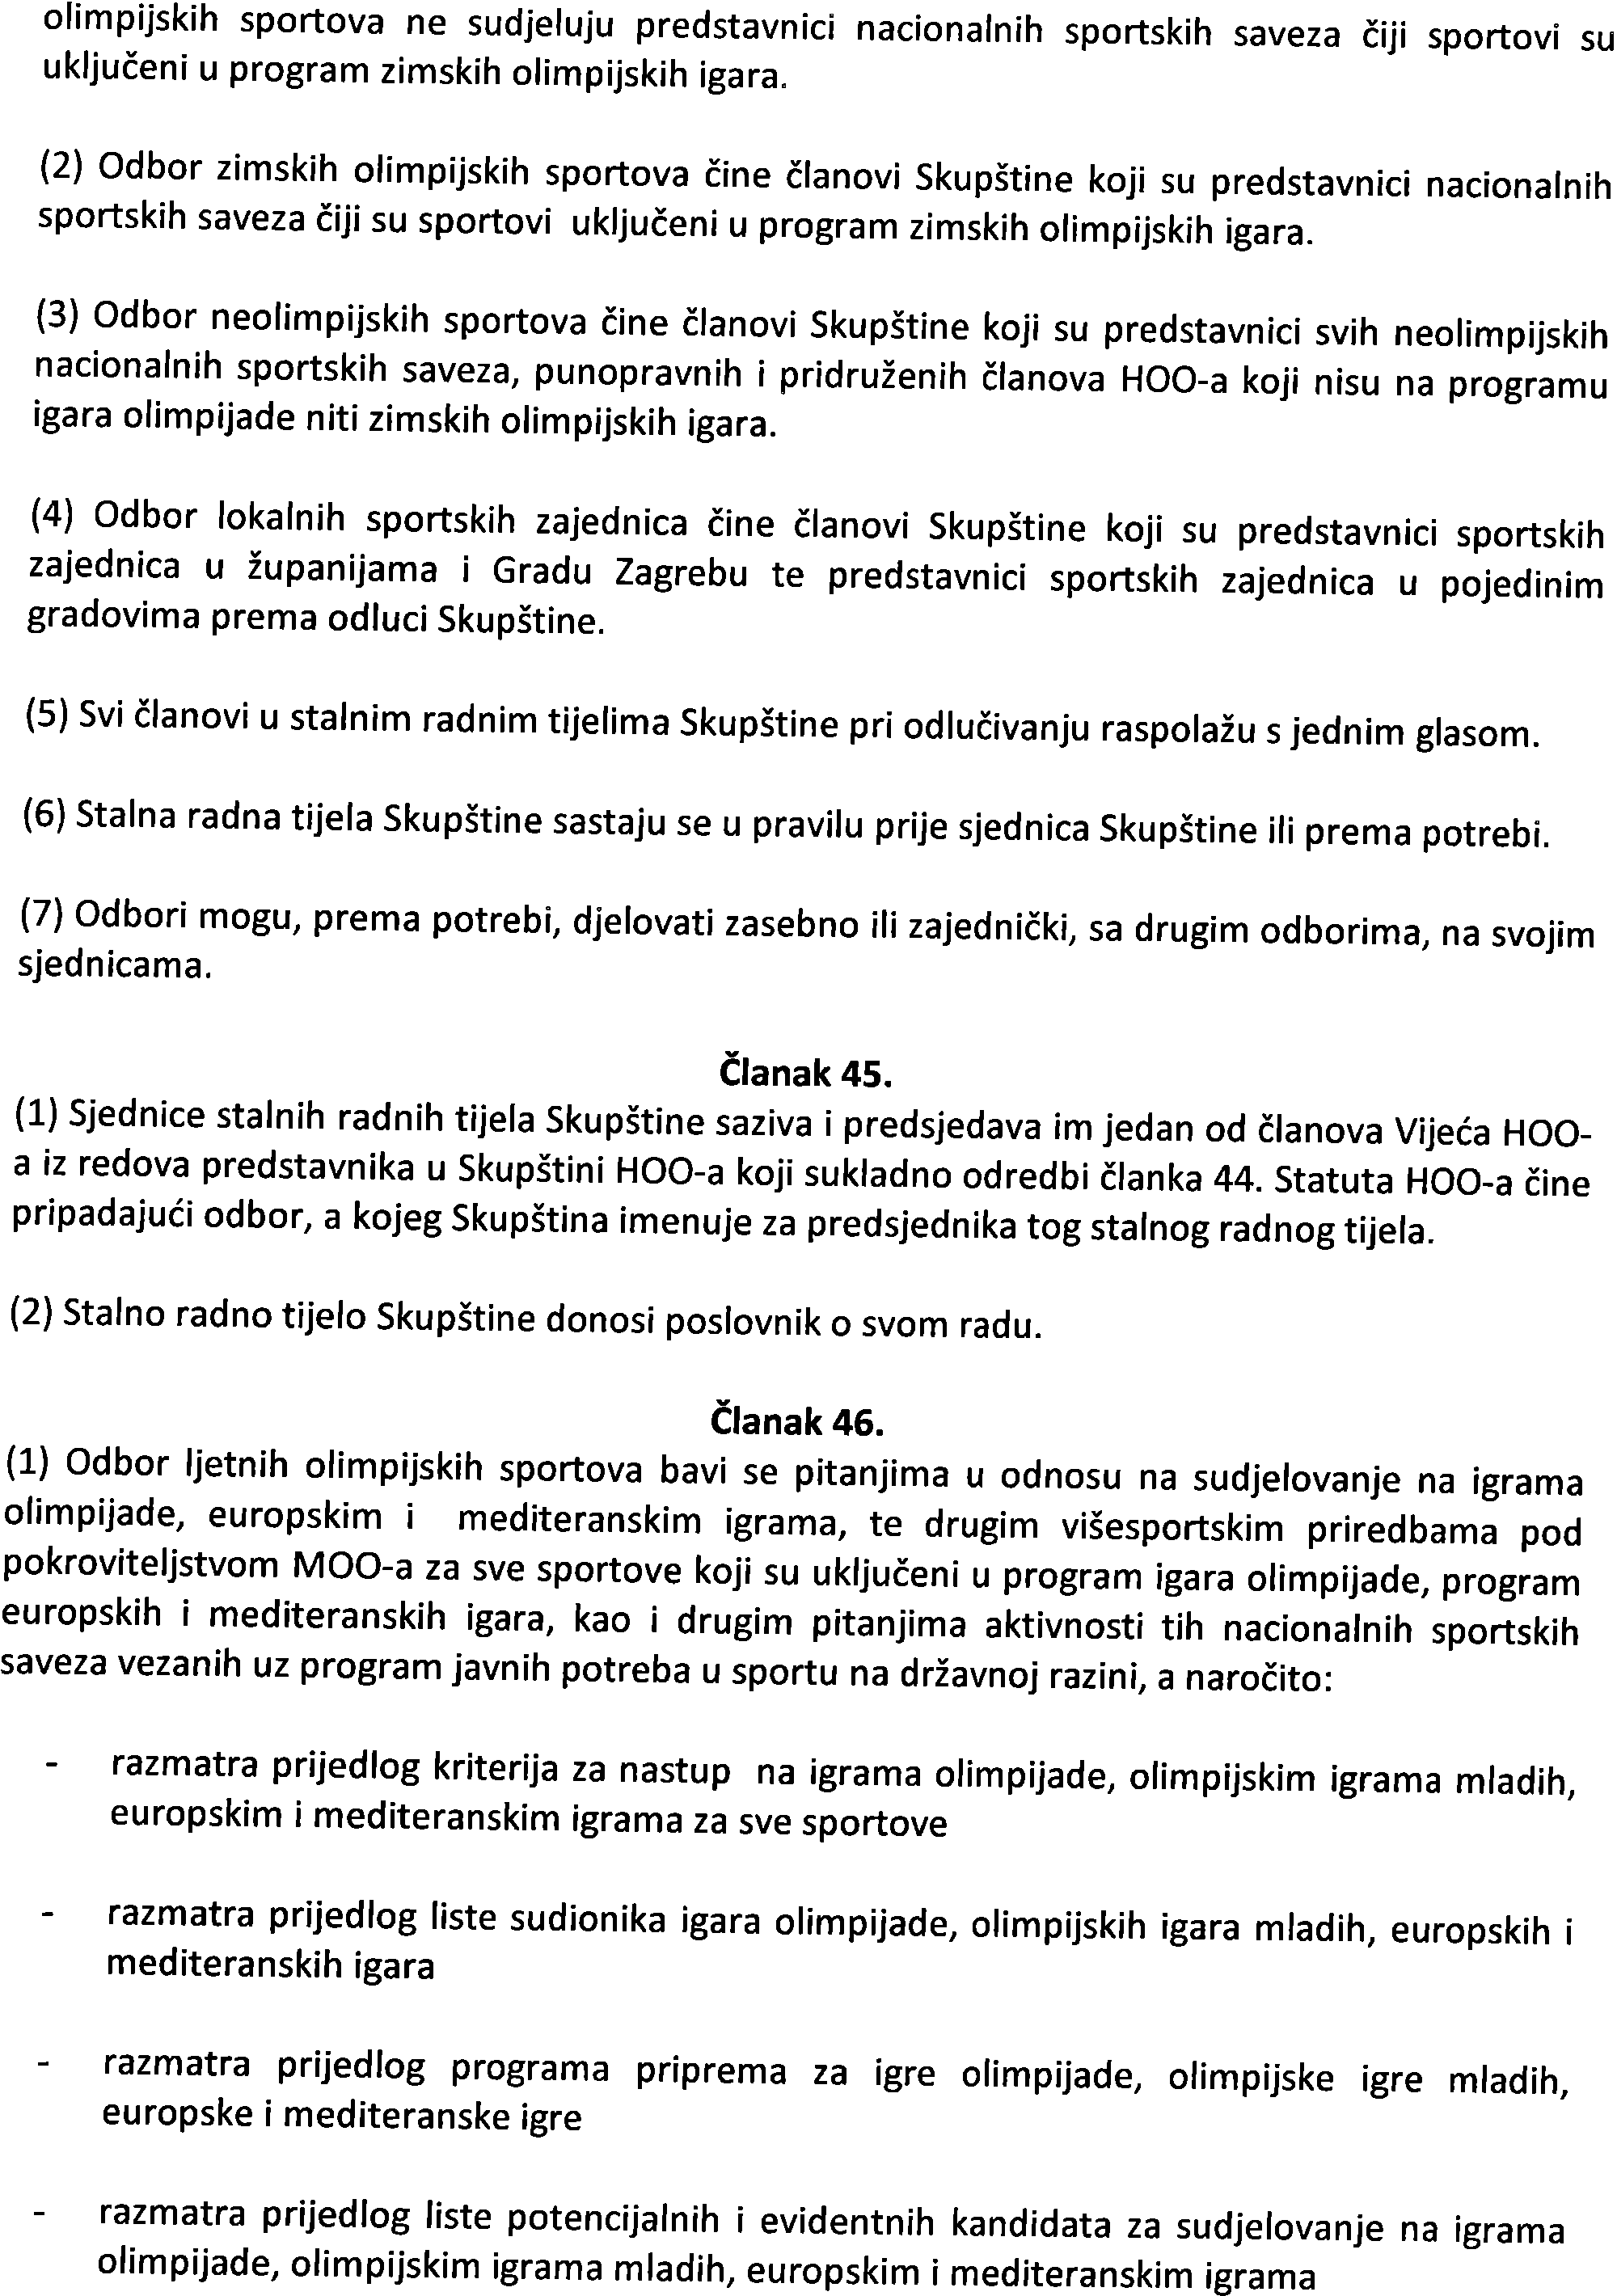 olimpijskih sportova ne sudjeluju predstavnici nacionalnih sportskih saveza čiji sportovi su
uključeni u program zimskih olimpijskih igara.
(2) Odbor zimskih olimpijskih sportova čine članovi Skupštine koji su predstavnici nacionalnih
sportskih saveza čiji su sportovi uključeni u program zimskih olimpijskih igara.
(3) Odbor neolimpijskih sportova čine članovi Skupštine koji su predstavnici svih neolimpijskih
nacionalnih sportskih saveza, punopravnih i pridruženih članova HOO-a koji nisu na programu
igara olimpijade niti zimskih olimpijskih igara.
(4) Odbor lokalnih sportskih zajednica čine članovi Skupštine koji su predstavnici sportskih
zajednica u županijama i Gradu Zagrebu te predstavnici sportskih zajednica u pojedinim
gradovima prema odluci Skupštine.
(5) Svi članovi u stalnim radnim tijelima Skupštine pri odlučivanju raspolažu s jednim glasom.
(6) Stalna radna tijela Skupštine sastaju se u pravilu prije sjednica Skupštine ili prema potrebi.
(7) Odbori mogu, prema potrebi, djelovati zasebno ili zajednički, sa drugim odborima, na svojim
sjednicama.
Članak 45.
(1) Sjednice stalnih radnih tijela Skupštine saziva i predsjedava im jedan od članova Vijeća HOO-
a iz redova predstavnika u Skupštini HOO-a koji sukladno odredbi članka 44. Statuta HOO-a čine
pripadajući odbor, a kojeg Skupština imenuje za predsjednika tog stalnog radnog tijela.
(2) Stalno radno tijelo Skupštine donosi poslovnik o svom radu.
Članak 46.
(1) Odbor ljetnih olimpijskih sportova bavi se pitanjima u odnosu na sudjelovanje na igrama
olimpijade, europskim i mediteranskim igrama, te drugim višesportskim priredbama pod
pokroviteljstvom MOO-a za sve sportove koji su uključeni u program igara olimpijade, program
europskih i mediteranskih igara, kao i drugim pitanjima aktivnosti tih nacionalnih sportskih
saveza vezanih uz program javnih potreba u sportu na državnoj razini, a naročito:
- razmatra prijedlog kriterija za nastup na igrama olimpijade, olimpijskim igrama mladih,
europskim i mediteranskim igrama za sve sportove
- razmatra prijedlog liste sudionika igara olimpijade, olimpijskih igara mladih, europskih i
mediteranskih igara
- razmatra prijedlog programa priprema za igre olimpijade, olimpijske igre mladih,
europske i mediteranske igre
- razmatra prijedlog liste potencijalnih i evidentnih kandidata za sudjelovanje na igrama
olimpijade, olimpijskim igrama mladih, europskim i mediteranskim igrama